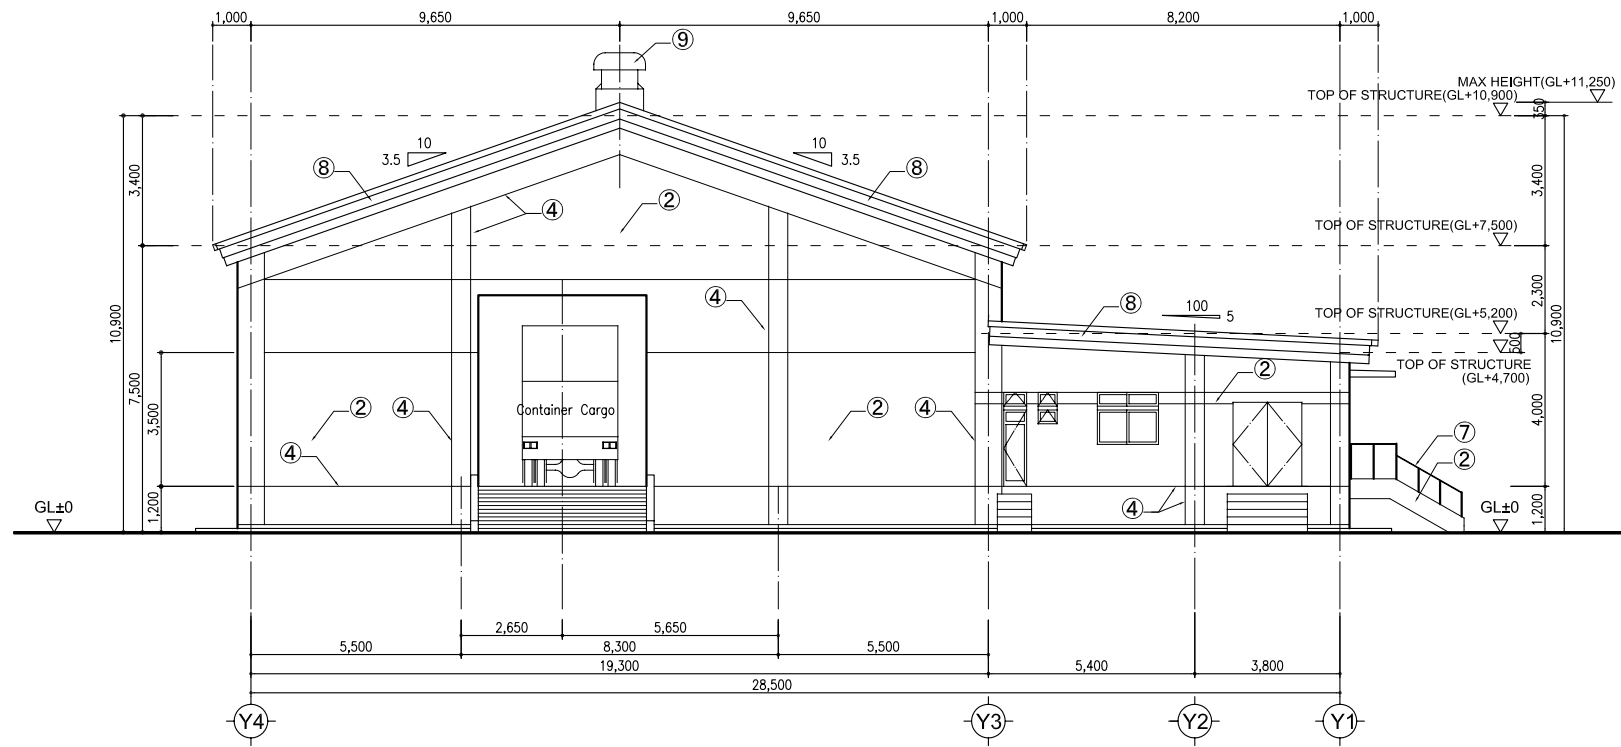 1,000 9,650 9,650 1,000 8,200 1,000
⑨
MAX HEIGHT(GL+11,250)
TOP OF STRUCTURE(GL+10,900)
350
10 10
3.5 3.5
⑧ ⑧
3,400 3,400
④ ②
TOP OF STRUCTURE(GL+7,500)
④
⑧
100
5
2,300
TOP OF STRUCTURE(GL+5,200)
10,900 10,900
500
TOP OF STRUCTURE
(GL+4,700)
②
7,500
3,500
4,000
② ④
Container Cargo
② ④
④
⑦
②
④
GL±0
1,200
GL±0
1,200
2,650 5,650
5,500 8,300 5,500
19,300 5,400 3,800
28,500
Y4 Y3 Y2 Y1